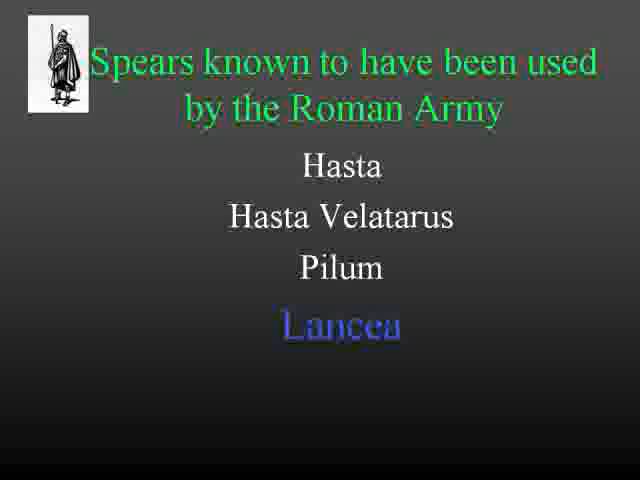 Spears known to have been used
by the Roman Army
Hasta
Hasta Velatarus
Pilum
Lancea